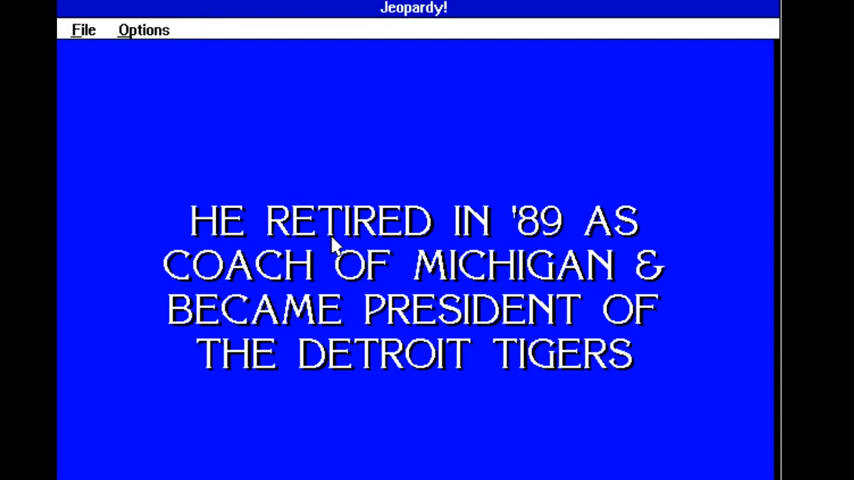 Jeopardy!
File Options
HE RETIRED IN '89 AS
COACH OF MICHIGAN &
BECAME PRESIDENT OF
THE DETROIT TIGERS